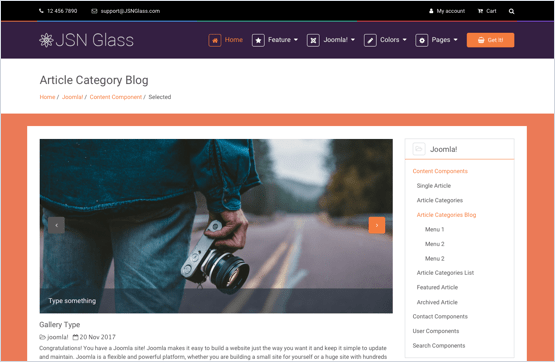 12 456 7890
support@JSNGlass.com
My account
Cart
JSN Glass
Home
Feature
Joomla!
Colors
Pages
Get It!
Article Category Blog
Home / Joomla! / Content Component / Selected
Type something
Gallery Type
joomla! 20 Nov 2017
Congratulations! You have a Joomla site! Joomla makes it easy to build a website just the way you want it and keep it simple to update
and maintain. Joomla is a flexible and powerful platform, whether you are building a small site for yourself or a huge site with hundreds
Joomla!
Content Components
Single Article
Article Categories
Article Categories Blog
Menu 1
Menu 2
Menu 2
Article Categories List
Featured Article
Archived Article
Contact Components
User Components
Search Components